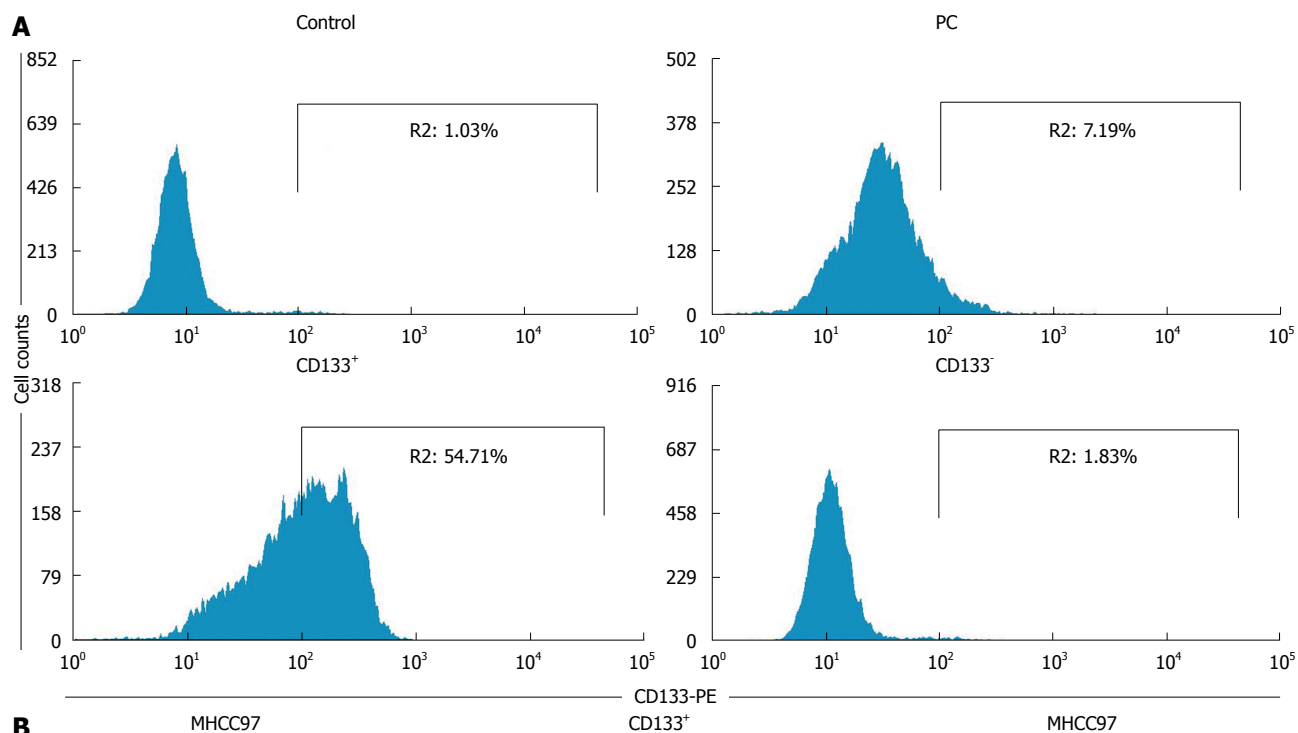 A
Control
PC
852
639
426
213
0
R2: 1.03%
10⁰ 10¹ 10² 10³ 10⁴ 10⁵
502
378
252
128
0
R2: 7.19%
10⁰ 10¹ 10² 10³ 10⁴ 10⁵
Cell counts
CD133⁺
CD133⁻
318
237
158
79
0
R2: 54.71%
10⁰ 10¹ 10² 10³ 10⁴ 10⁵
916
687
458
229
0
R2: 1.83%
10⁰ 10¹ 10² 10³ 10⁴ 10⁵
CD133-PE
B
MHCC97
CD133⁺
MHCC97